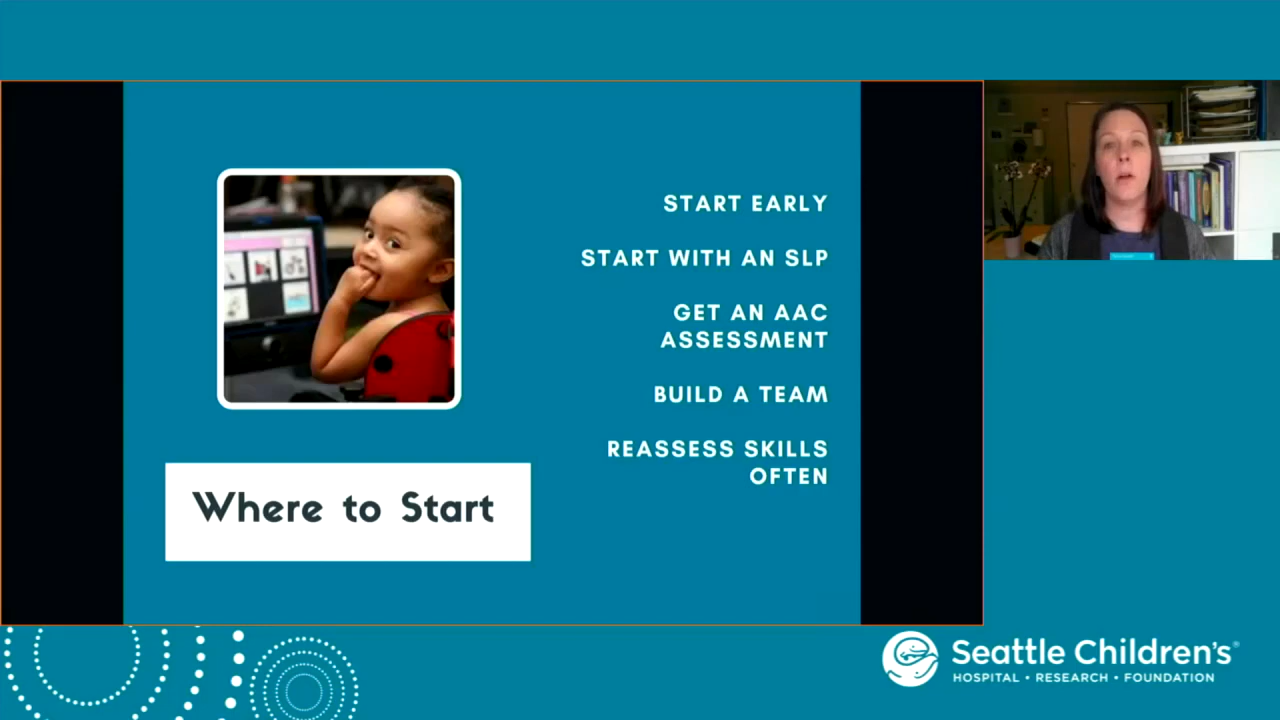 START EARLY
START WITH AN SLP
GET AN AAC
ASSESSMENT
BUILD A TEAM
REASSESS SKILLS
OFTEN
Where to Start
Seattle Children's®
HOSPITAL • RESEARCH • FOUNDATION